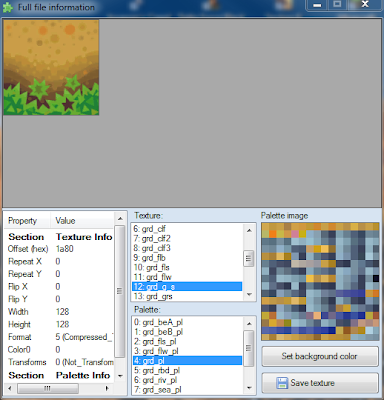 Full file information
Property Value
Section Texture Info
Offset (hex) 1a80
Repeat X 0
Repeat Y 0
Flip X 0
Flip Y 0
Width 128
Height 128
Format 5 (Compressed_
Color0 0
Transforms 0 (Not_Transform
Section Palette Info
Texture:
6: grd_clf
7: grd_clf2
8: grd_clf3
9: grd_flb
10: grd_fls
11: grd_flw
12: grd_g_s
13: grd_grs
Palette:
0: grd_beA_pl
1: grd_beB_pl
2: grd_fls_pl
3: grd_flw_pl
4: grd_pl
5: grd_rbd_pl
6: grd_riv_pl
7: grd_sea_pl
Palette image
Set background color
Save texture